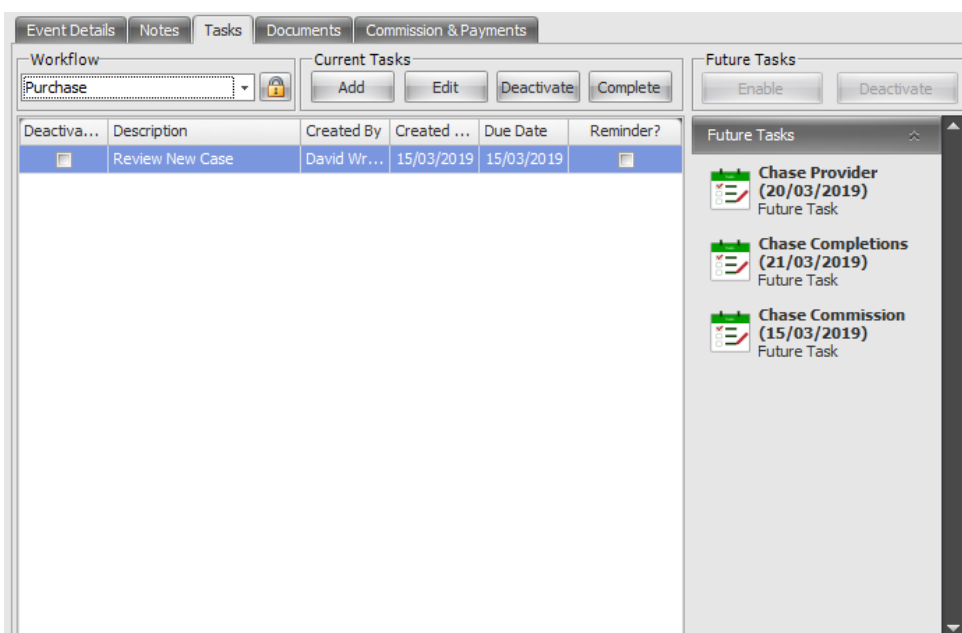 Event Details Notes Tasks Documents Commission & Payments
Workflow Current Tasks Future Tasks
Purchase Add Edit Deactivate Complete Enable Deactivate
Deactiva... Description Created By Created ... Due Date Reminder? Future Tasks
Review New Case David Wr... 15/03/2019 15/03/2019
Chase Provider
(20/03/2019)
Future Task
Chase Completions
(21/03/2019)
Future Task
Chase Commission
(15/03/2019)
Future Task